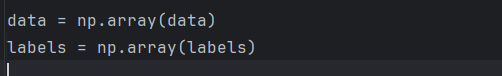 data = np.array(data)
labels = np.array(labels)